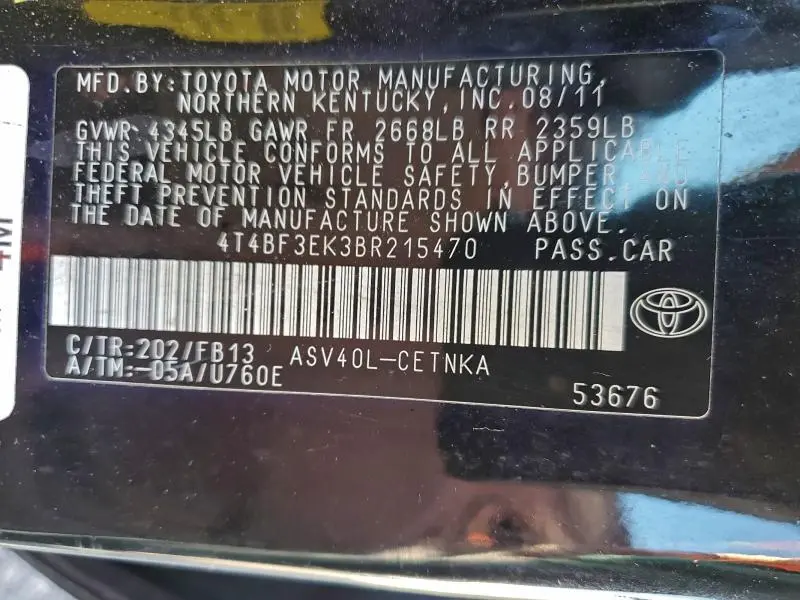 MFD.BY:TOYOTA MOTOR MANUFACTURING,
NORTHERN KENTUCKY,INC.08/11
GVWR 4345LB GAWR FR 2668LB RR 2359LB
THIS VEHICLE CONFORMS TO ALL APPLICABLE
FEDERAL MOTOR VEHICLE SAFETY,BUMPER,AND
THEFT PREVENTION STANDARDS IN EFFECT ON
THE DATE OF MANUFACTURE SHOWN ABOVE.
4T4BF3EK3BR215470 PASS.CAR
C/TR:202/FB13 ASV40L-CETNKA
A/TM:-05A/U760E
53676
4M